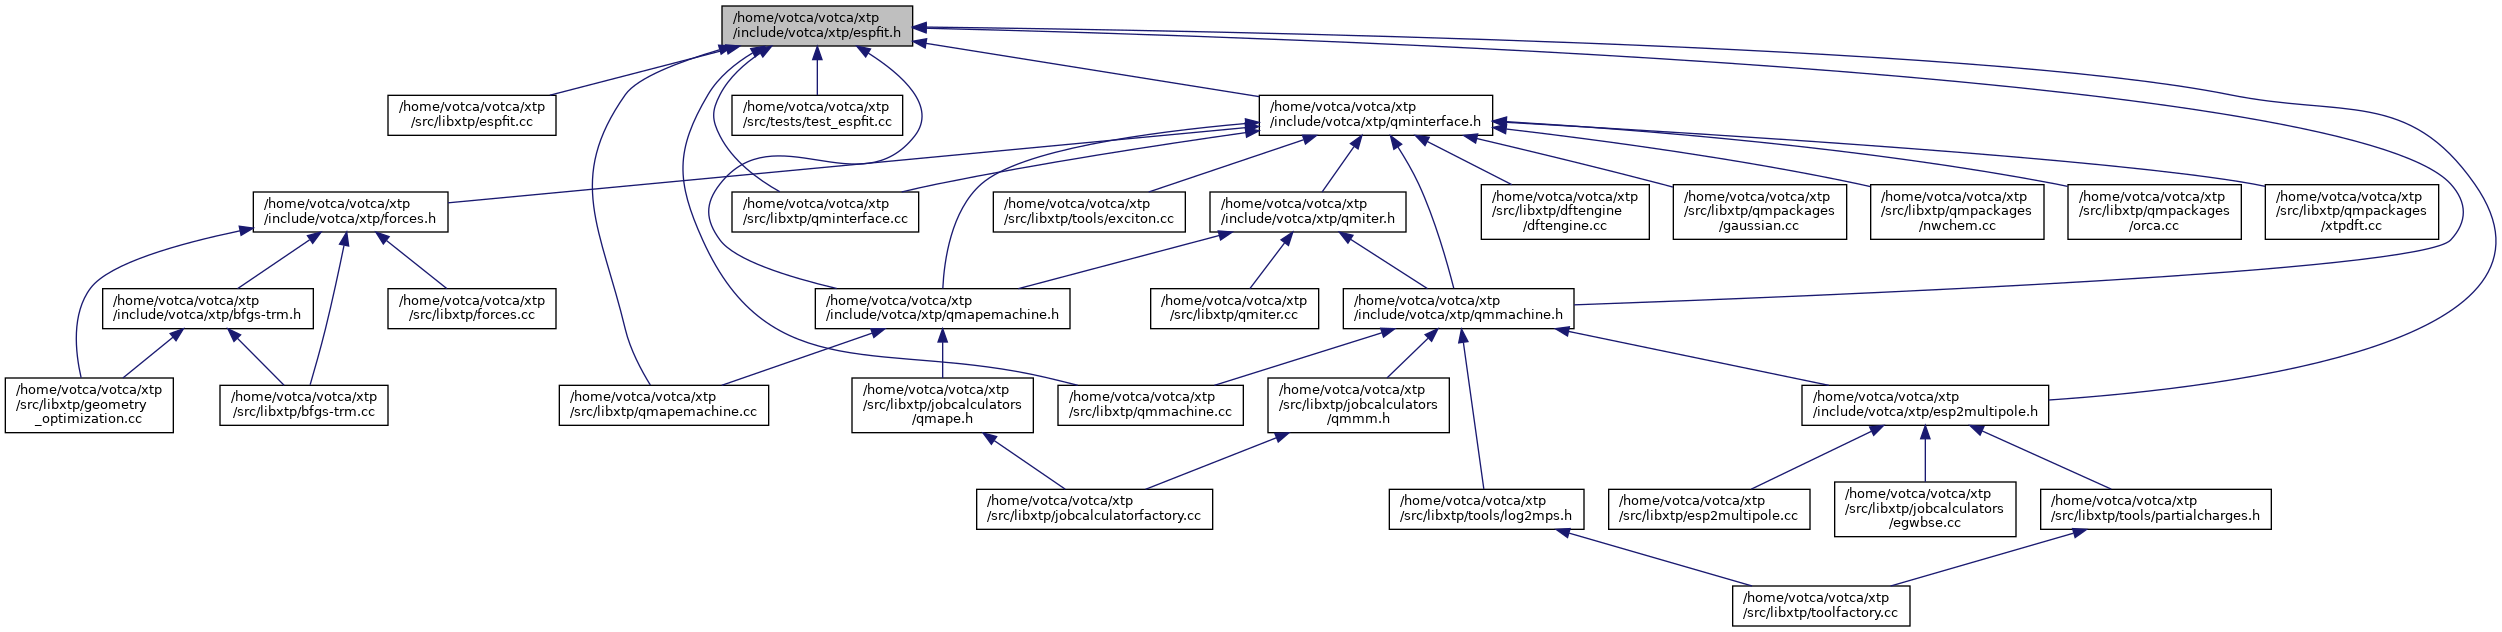 /home/votca/votca/xtp
/include/votca/xtp/espfit.h
/home/votca/votca/xtp
/src/libxtp/espfit.cc
/home/votca/votca/xtp
/src/tests/test_espfit.cc
/home/votca/votca/xtp
/include/votca/xtp/qminterface.h
/home/votca/votca/xtp
/include/votca/xtp/forces.h
/home/votca/votca/xtp
/src/libxtp/qminterface.cc
/home/votca/votca/xtp
/src/libxtp/tools/exciton.cc
/home/votca/votca/xtp
/include/votca/xtp/qmiter.h
/home/votca/votca/xtp
/src/libxtp/dftengine
/dftengine.cc
/home/votca/votca/xtp
/src/libxtp/qmpackages
/gaussian.cc
/home/votca/votca/xtp
/src/libxtp/qmpackages
/nwchem.cc
/home/votca/votca/xtp
/src/libxtp/qmpackages
/orca.cc
/home/votca/votca/xtp
/src/libxtp/qmpackages
/xtpdft.cc
/home/votca/votca/xtp
/include/votca/xtp/bfgs-trm.h
/home/votca/votca/xtp
/src/libxtp/forces.cc
/home/votca/votca/xtp
/include/votca/xtp/qmapemachine.h
/home/votca/votca/xtp
/src/libxtp/qmiter.cc
/home/votca/votca/xtp
/include/votca/xtp/qmmachine.h
/home/votca/votca/xtp
/src/libxtp/geometry
_optimization.cc
/home/votca/votca/xtp
/src/libxtp/bfgs-trm.cc
/home/votca/votca/xtp
/src/libxtp/qmapemachine.cc
/home/votca/votca/xtp
/src/libxtp/jobcalculators
/qmape.h
/home/votca/votca/xtp
/src/libxtp/qmmachine.cc
/home/votca/votca/xtp
/src/libxtp/jobcalculators
/qmmm.h
/home/votca/votca/xtp
/include/votca/xtp/esp2multipole.h
/home/votca/votca/xtp
/src/libxtp/jobcalculatorfactory.cc
/home/votca/votca/xtp
/src/libxtp/tools/log2mps.h
/home/votca/votca/xtp
/src/libxtp/esp2multipole.cc
/home/votca/votca/xtp
/src/libxtp/jobcalculators
/egwbse.cc
/home/votca/votca/xtp
/src/libxtp/tools/partialcharges.h
/home/votca/votca/xtp
/src/libxtp/toolfactory.cc